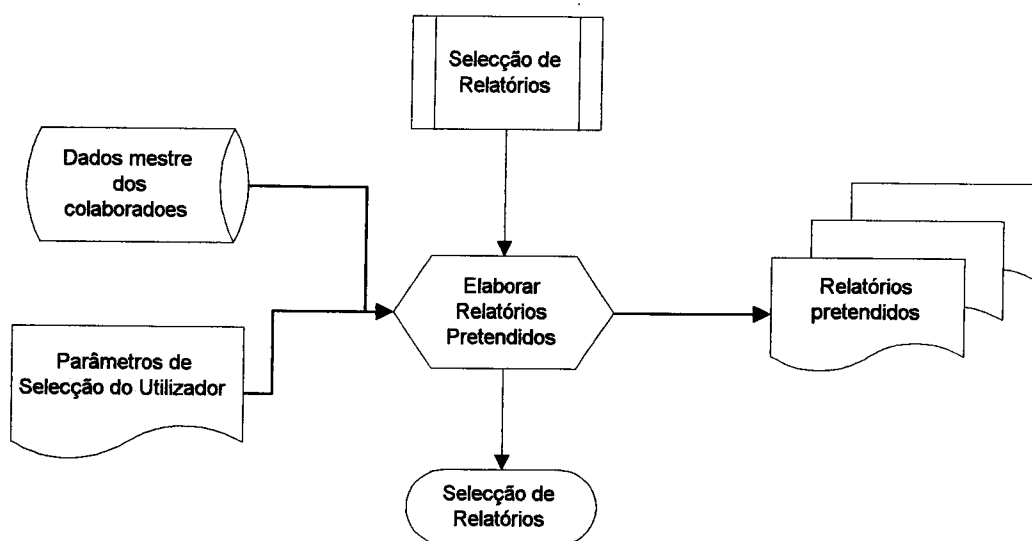 Selecção de
Relatórios
Dados mestre
dos
colaboradoes
Elaborar
Relatórios
Pretendidos
Relatórios
pretendidos
Parâmetros de
Selecção do Utilizador
Selecção de
Relatórios